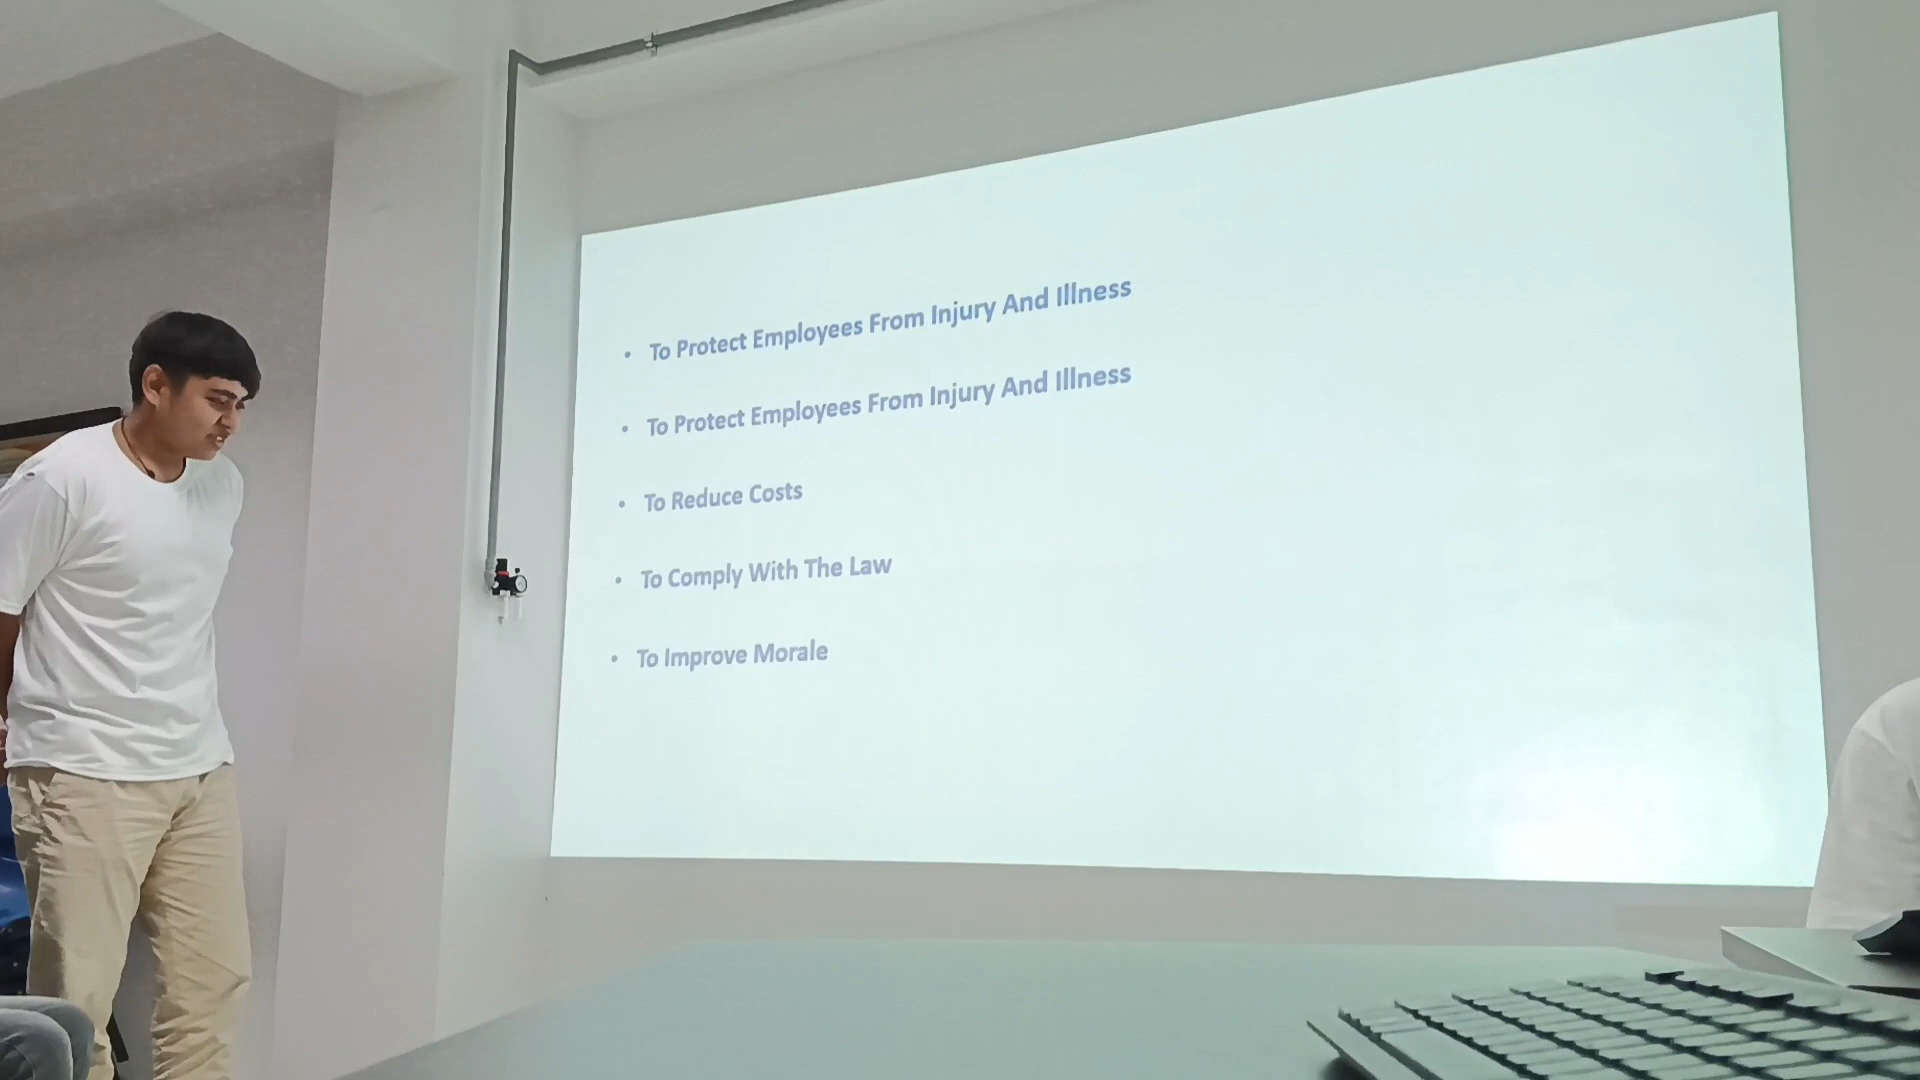 • To Protect Employees From Injury And Illness
• To Protect Employees From Injury And Illness
• To Reduce Costs
• To Comply With The Law
• To Improve Morale